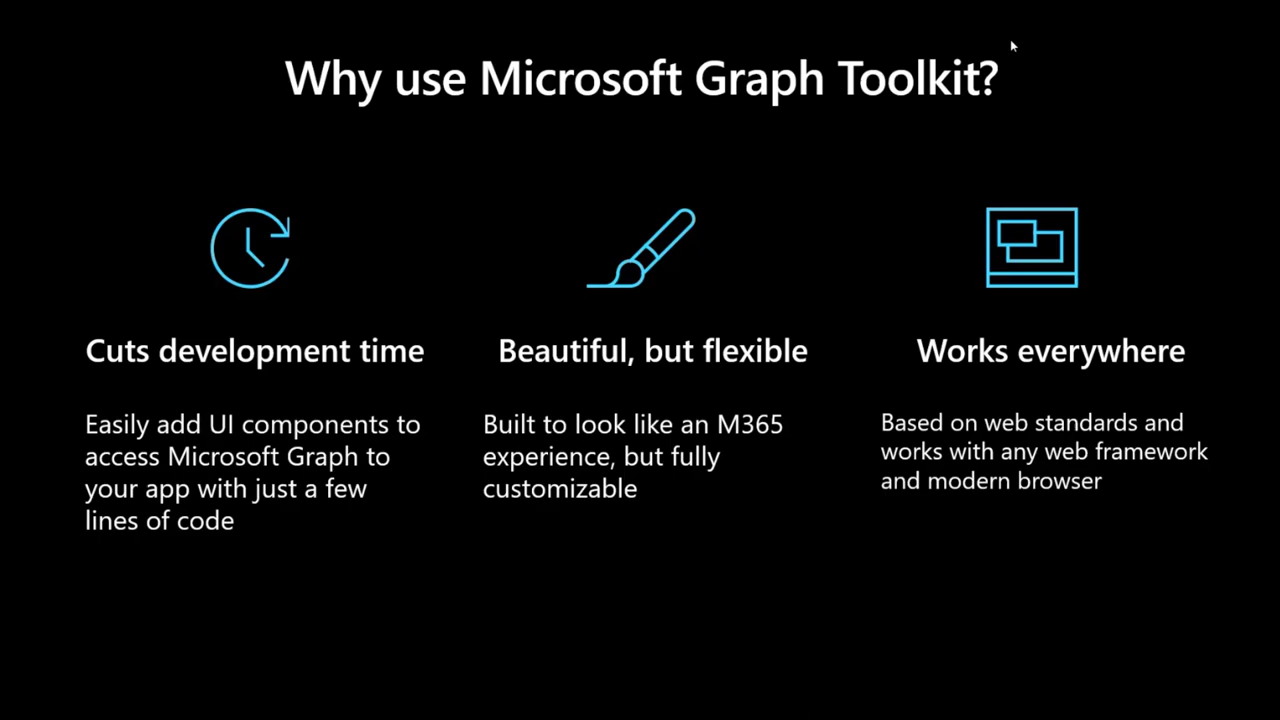 Why use Microsoft Graph Toolkit?
Cuts development time
Easily add UI components to
access Microsoft Graph to
your app with just a few
lines of code
Beautiful, but flexible
Built to look like an M365
experience, but fully
customizable
Works everywhere
Based on web standards and
works with any web framework
and modern browser